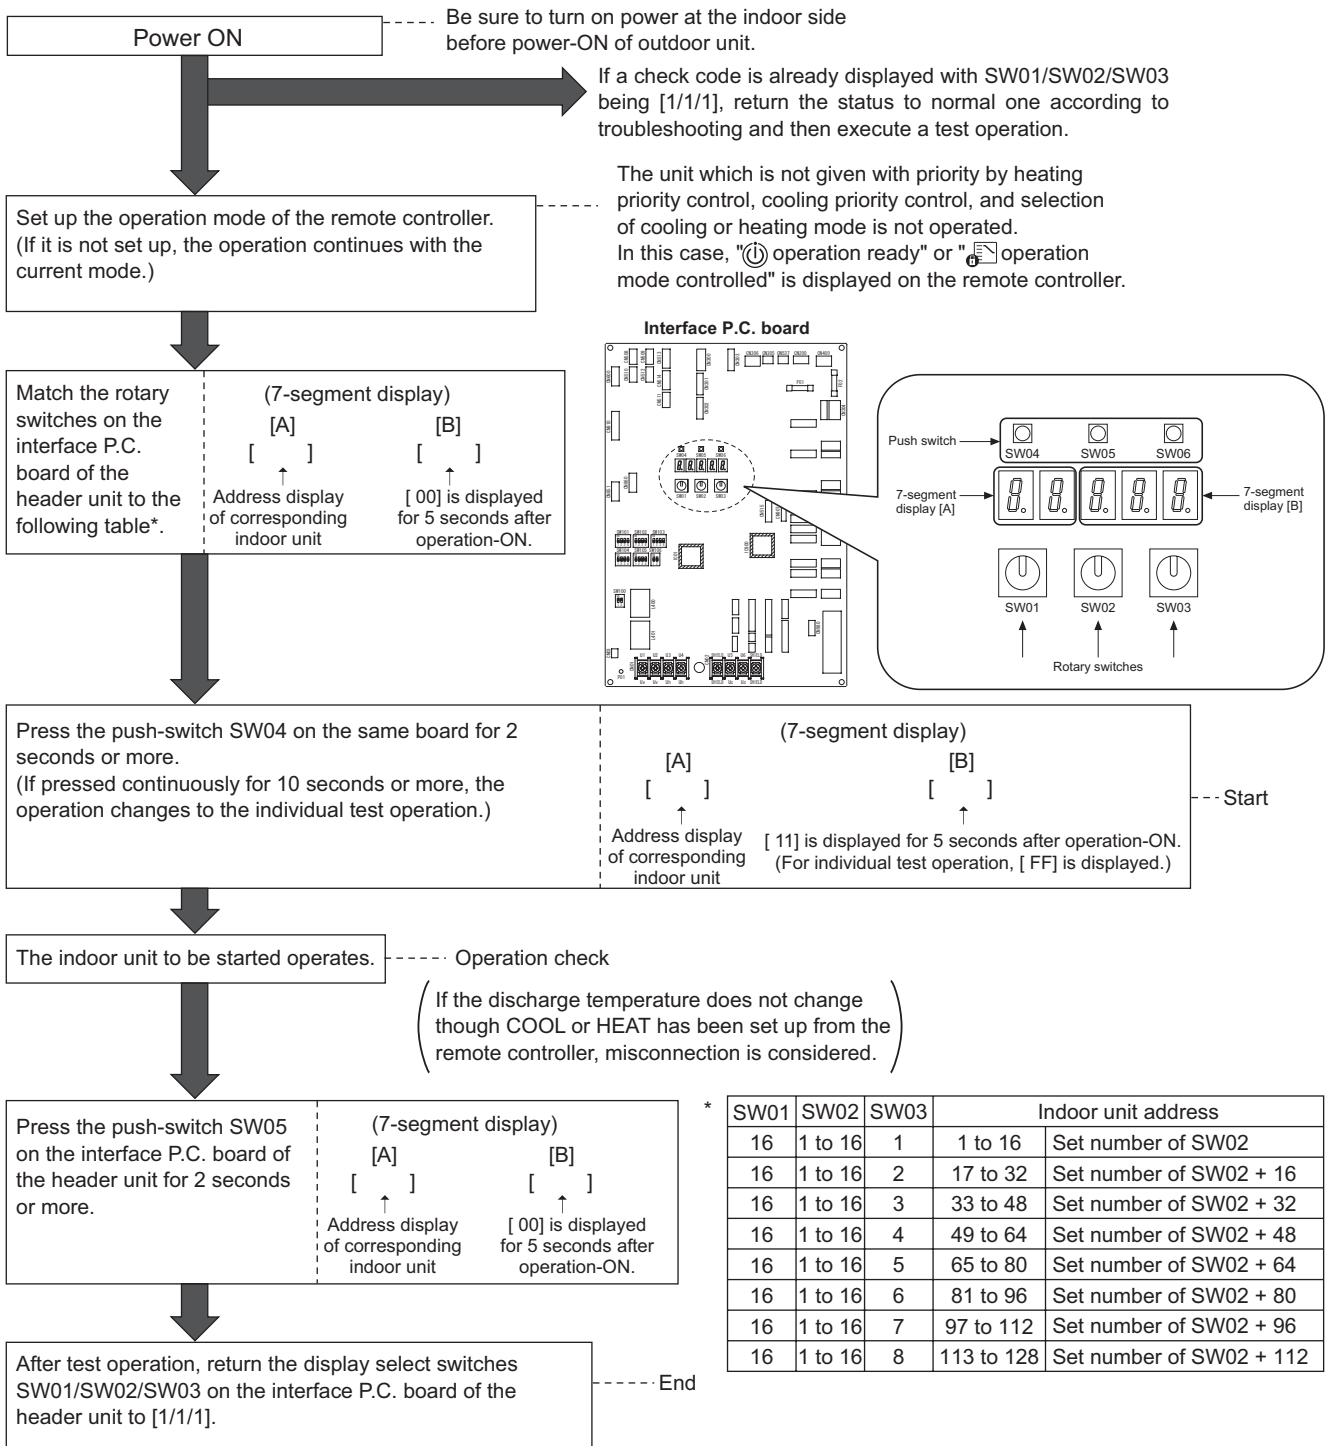 Power ON
Be sure to turn on power at the indoor side
before power-ON of outdoor unit.
If a check code is already displayed with SW01/SW02/SW03
being [1/1/1], return the status to normal one according to
troubleshooting and then execute a test operation.
Set up the operation mode of the remote controller.
(If it is not set up, the operation continues with the
current mode.)
The unit which is not given with priority by heating
priority control, cooling priority control, and selection
of cooling or heating mode is not operated.
In this case, " operation ready" or " operation
mode controlled" is displayed on the remote controller.
Match the rotary
switches on the
interface P.C.
board of the
header unit to the
following table*.
(7-segment display)
[A] [B]
[ ] [ ]
Address display
of corresponding
indoor unit
[ 00] is displayed
for 5 seconds after
operation-ON.
Interface P.C. board
SW04 SW05 SW06
SW01 SW02 SW03
Push switch
SW04 SW05 SW06
7-segment
display [A]
7-segment
display [B]
SW01 SW02 SW03
Rotary switches
Press the push-switch SW04 on the same board for 2
seconds or more.
(If pressed continuously for 10 seconds or more, the
operation changes to the individual test operation.)
(7-segment display)
[A] [B]
[ ] [ ]
Address display
of corresponding
indoor unit
[ 11] is displayed for 5 seconds after operation-ON.
(For individual test operation, [ FF] is displayed.)
Start
The indoor unit to be started operates.
Operation check
If the discharge temperature does not change
though COOL or HEAT has been set up from the
remote controller, misconnection is considered.
Press the push-switch SW05
on the interface P.C. board of
the header unit for 2 seconds
or more.
(7-segment display)
[A] [B]
[ ] [ ]
Address display
of corresponding
indoor unit
[ 00] is displayed
for 5 seconds after
operation-ON.
After test operation, return the display select switches
SW01/SW02/SW03 on the interface P.C. board of the
header unit to [1/1/1].
End
*
SW01 SW02 SW03 Indoor unit address
16 1 to 16 1 1 to 16 Set number of SW02
16 1 to 16 2 17 to 32 Set number of SW02 + 16
16 1 to 16 3 33 to 48 Set number of SW02 + 32
16 1 to 16 4 49 to 64 Set number of SW02 + 48
16 1 to 16 5 65 to 80 Set number of SW02 + 64
16 1 to 16 6 81 to 96 Set number of SW02 + 80
16 1 to 16 7 97 to 112 Set number of SW02 + 96
16 1 to 16 8 113 to 128 Set number of SW02 + 112